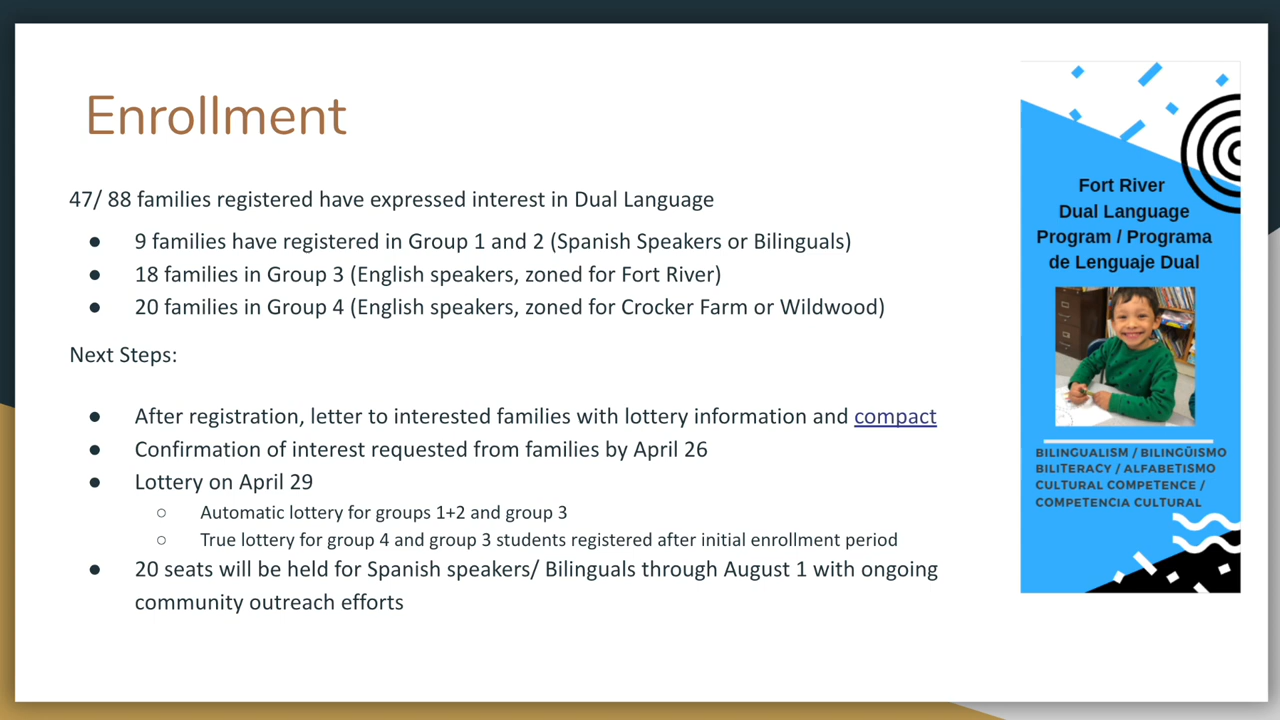 Enrollment
47/ 88 families registered have expressed interest in Dual Language
● 9 families have registered in Group 1 and 2 (Spanish Speakers or Bilinguals)
● 18 families in Group 3 (English speakers, zoned for Fort River)
● 20 families in Group 4 (English speakers, zoned for Crocker Farm or Wildwood)
Next Steps:
● After registration, letter to interested families with lottery information and compact
● Confirmation of interest requested from families by April 26
● Lottery on April 29
○ Automatic lottery for groups 1+2 and group 3
○ True lottery for group 4 and group 3 students registered after initial enrollment period
● 20 seats will be held for Spanish speakers/ Bilinguals through August 1 with ongoing
community outreach efforts
Fort River
Dual Language
Program / Programa
de Lenguaje Dual
BILINGUALISM / BILINGÜISMO
BILITERACY / ALFABETISMO
CULTURAL COMPETENCE /
COMPETENCIA CULTURAL